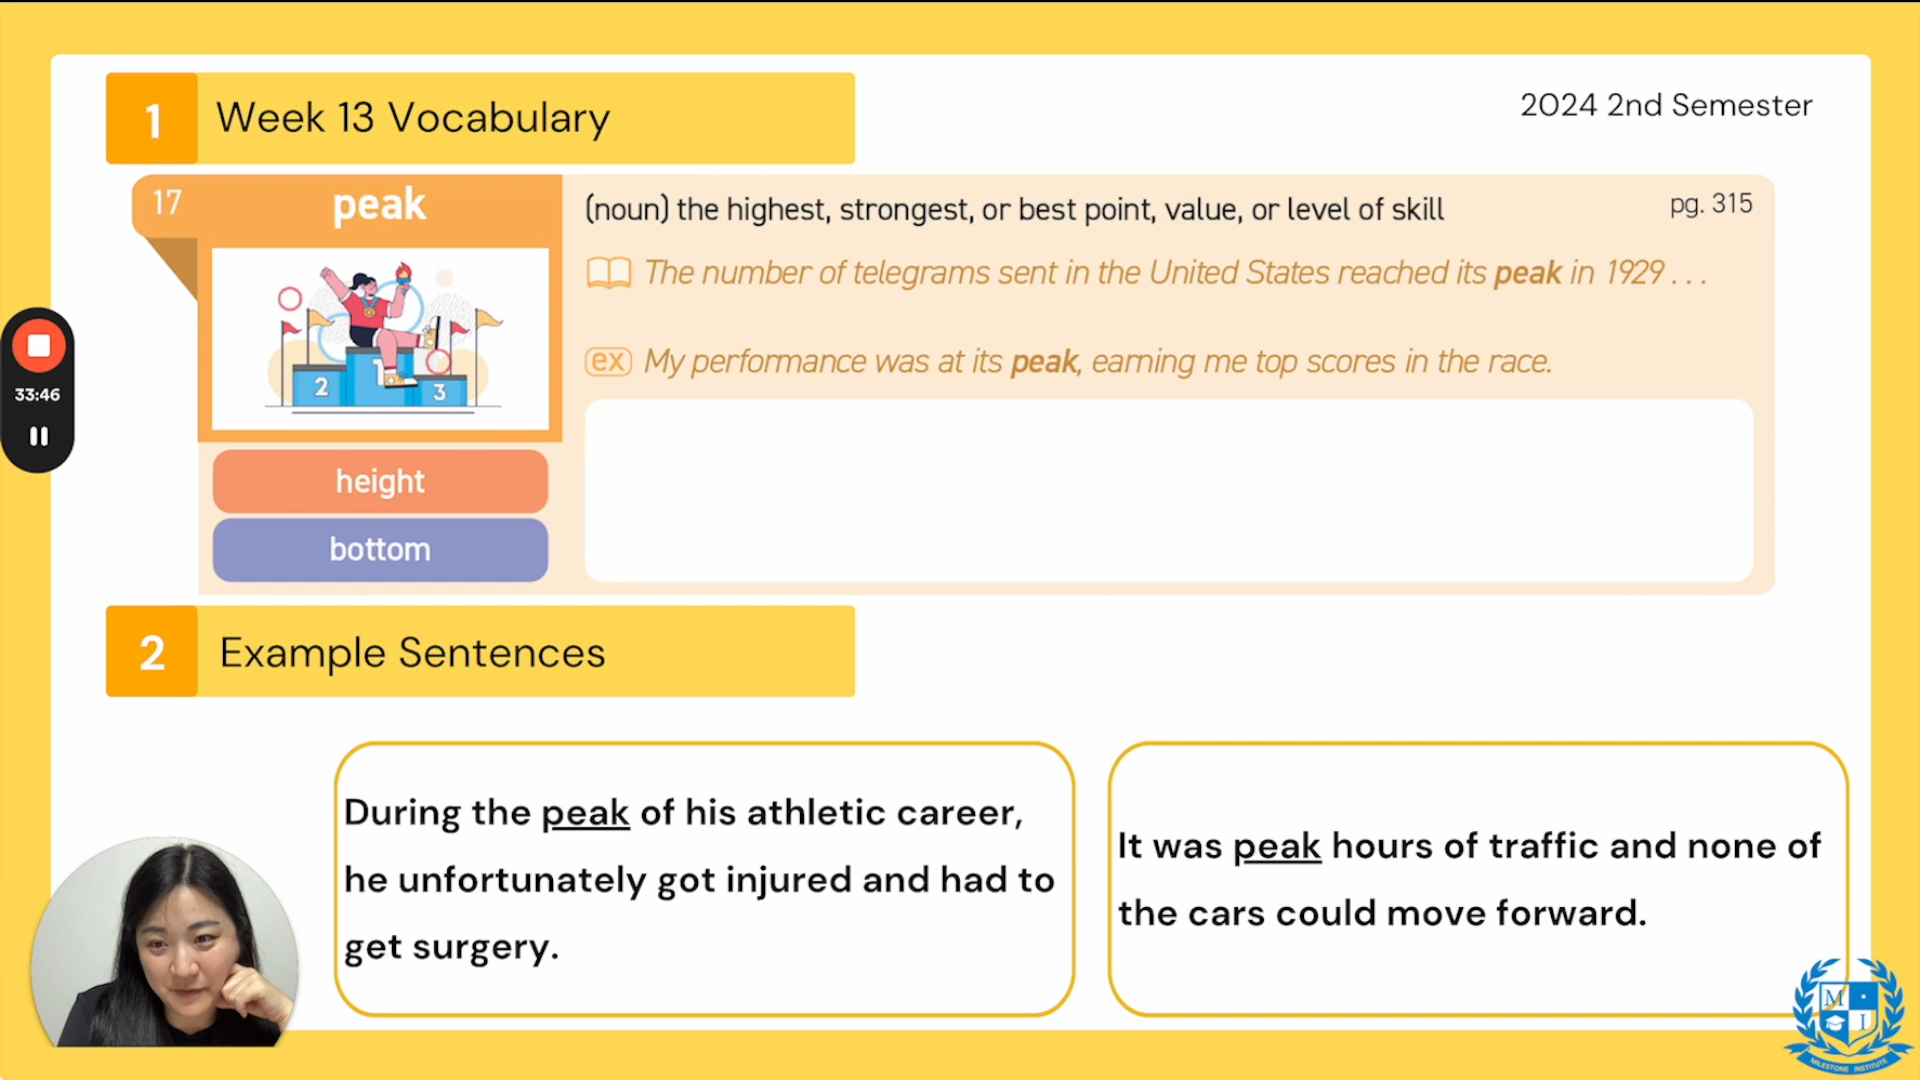 1 Week 13 Vocabulary
2024 2nd Semester
17 peak
(noun) the highest, strongest, or best point, value, or level of skill
pg. 315
The number of telegrams sent in the United States reached its peak in 1929 . . .
ex My performance was at its peak, earning me top scores in the race.
2 1 3
height
bottom
33:46
2 Example Sentences
During the peak of his athletic career,
he unfortunately got injured and had to
get surgery.
It was peak hours of traffic and none of
the cars could move forward.
M
I
MILESTONE INSTITUTE